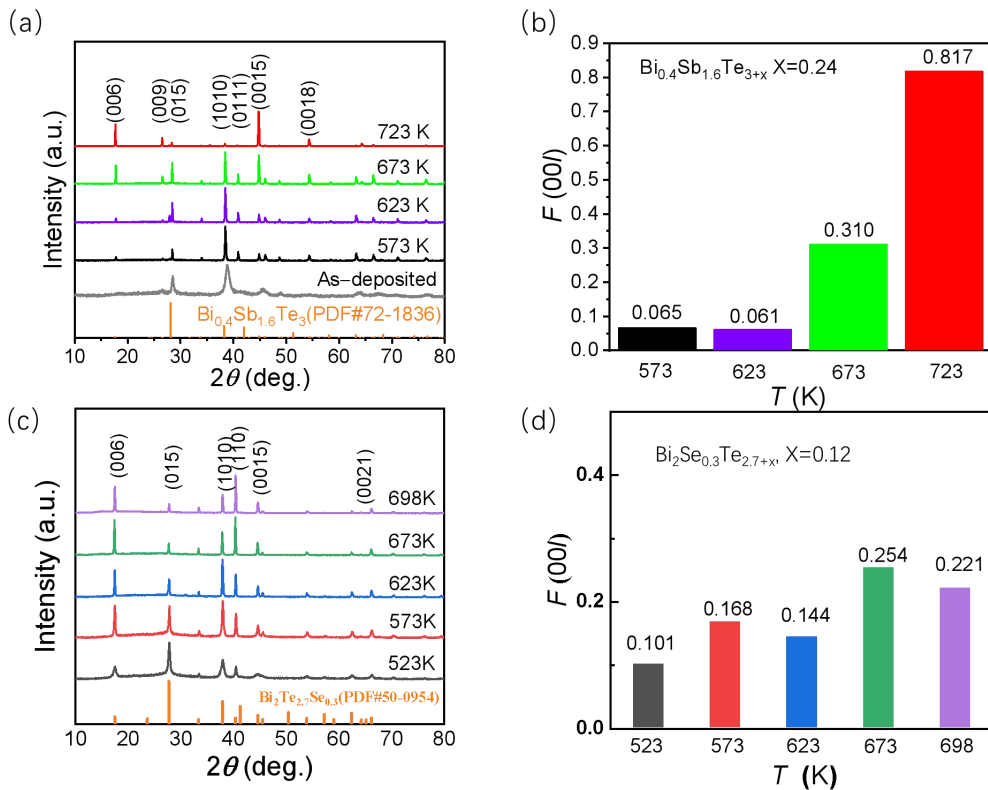 (a)
(006)
(009)
(015)
(1010)
(0111)
(0015)
(0018)
723 K
673 K
623 K
573 K
As−deposited
Bi0.4Sb1.6Te3(PDF#72-1836)
Intensity (a.u.)
10 20 30 40 50 60 70 80
2θ (deg.)
(b)
Bi0.4Sb1.6Te3+x X=0.24
0.9
0.8
0.7
0.6
0.5
0.4
0.3
0.1
0.0
F (00l)
0.065
0.061
0.310
0.817
573 623 673 723
T (K)
(c)
(006)
(015)
(1010)
(110)
(0015)
(0021)
698K
673K
623K
573K
523K
Bi2Te2.7Se0.3(PDF#50-0954)
Intensity (a.u.)
10 20 30 40 50 60 70 80
2θ (deg.)
(d)
Bi2Se0.3Te2.7+x, X=0.12
0.4
0.2
0.0
F (00l)
0.101
0.168
0.144
0.254
0.221
523 573 623 673 698
T (K)